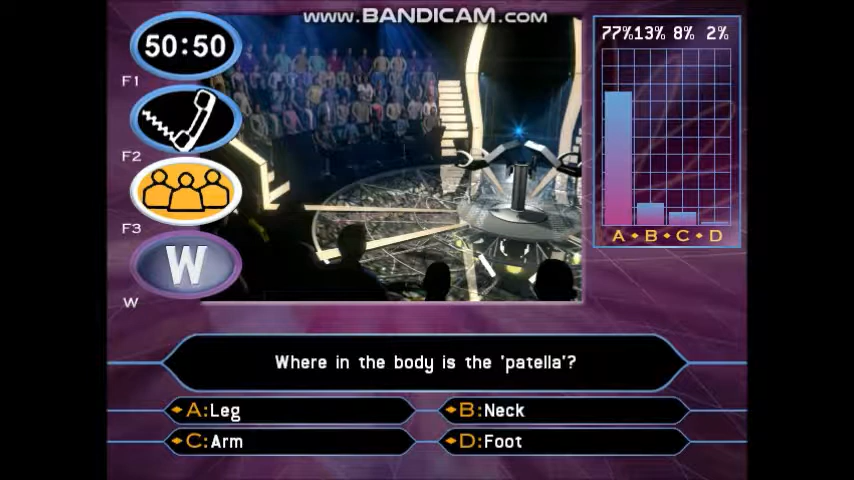 WWW.BANDICAM.COM
50:50
F1
F2
F3
W
W
77% 13% 8% 2%
A B C D
Where in the body is the 'patella'?
A:Leg
B:Neck
C:Arm
D:Foot